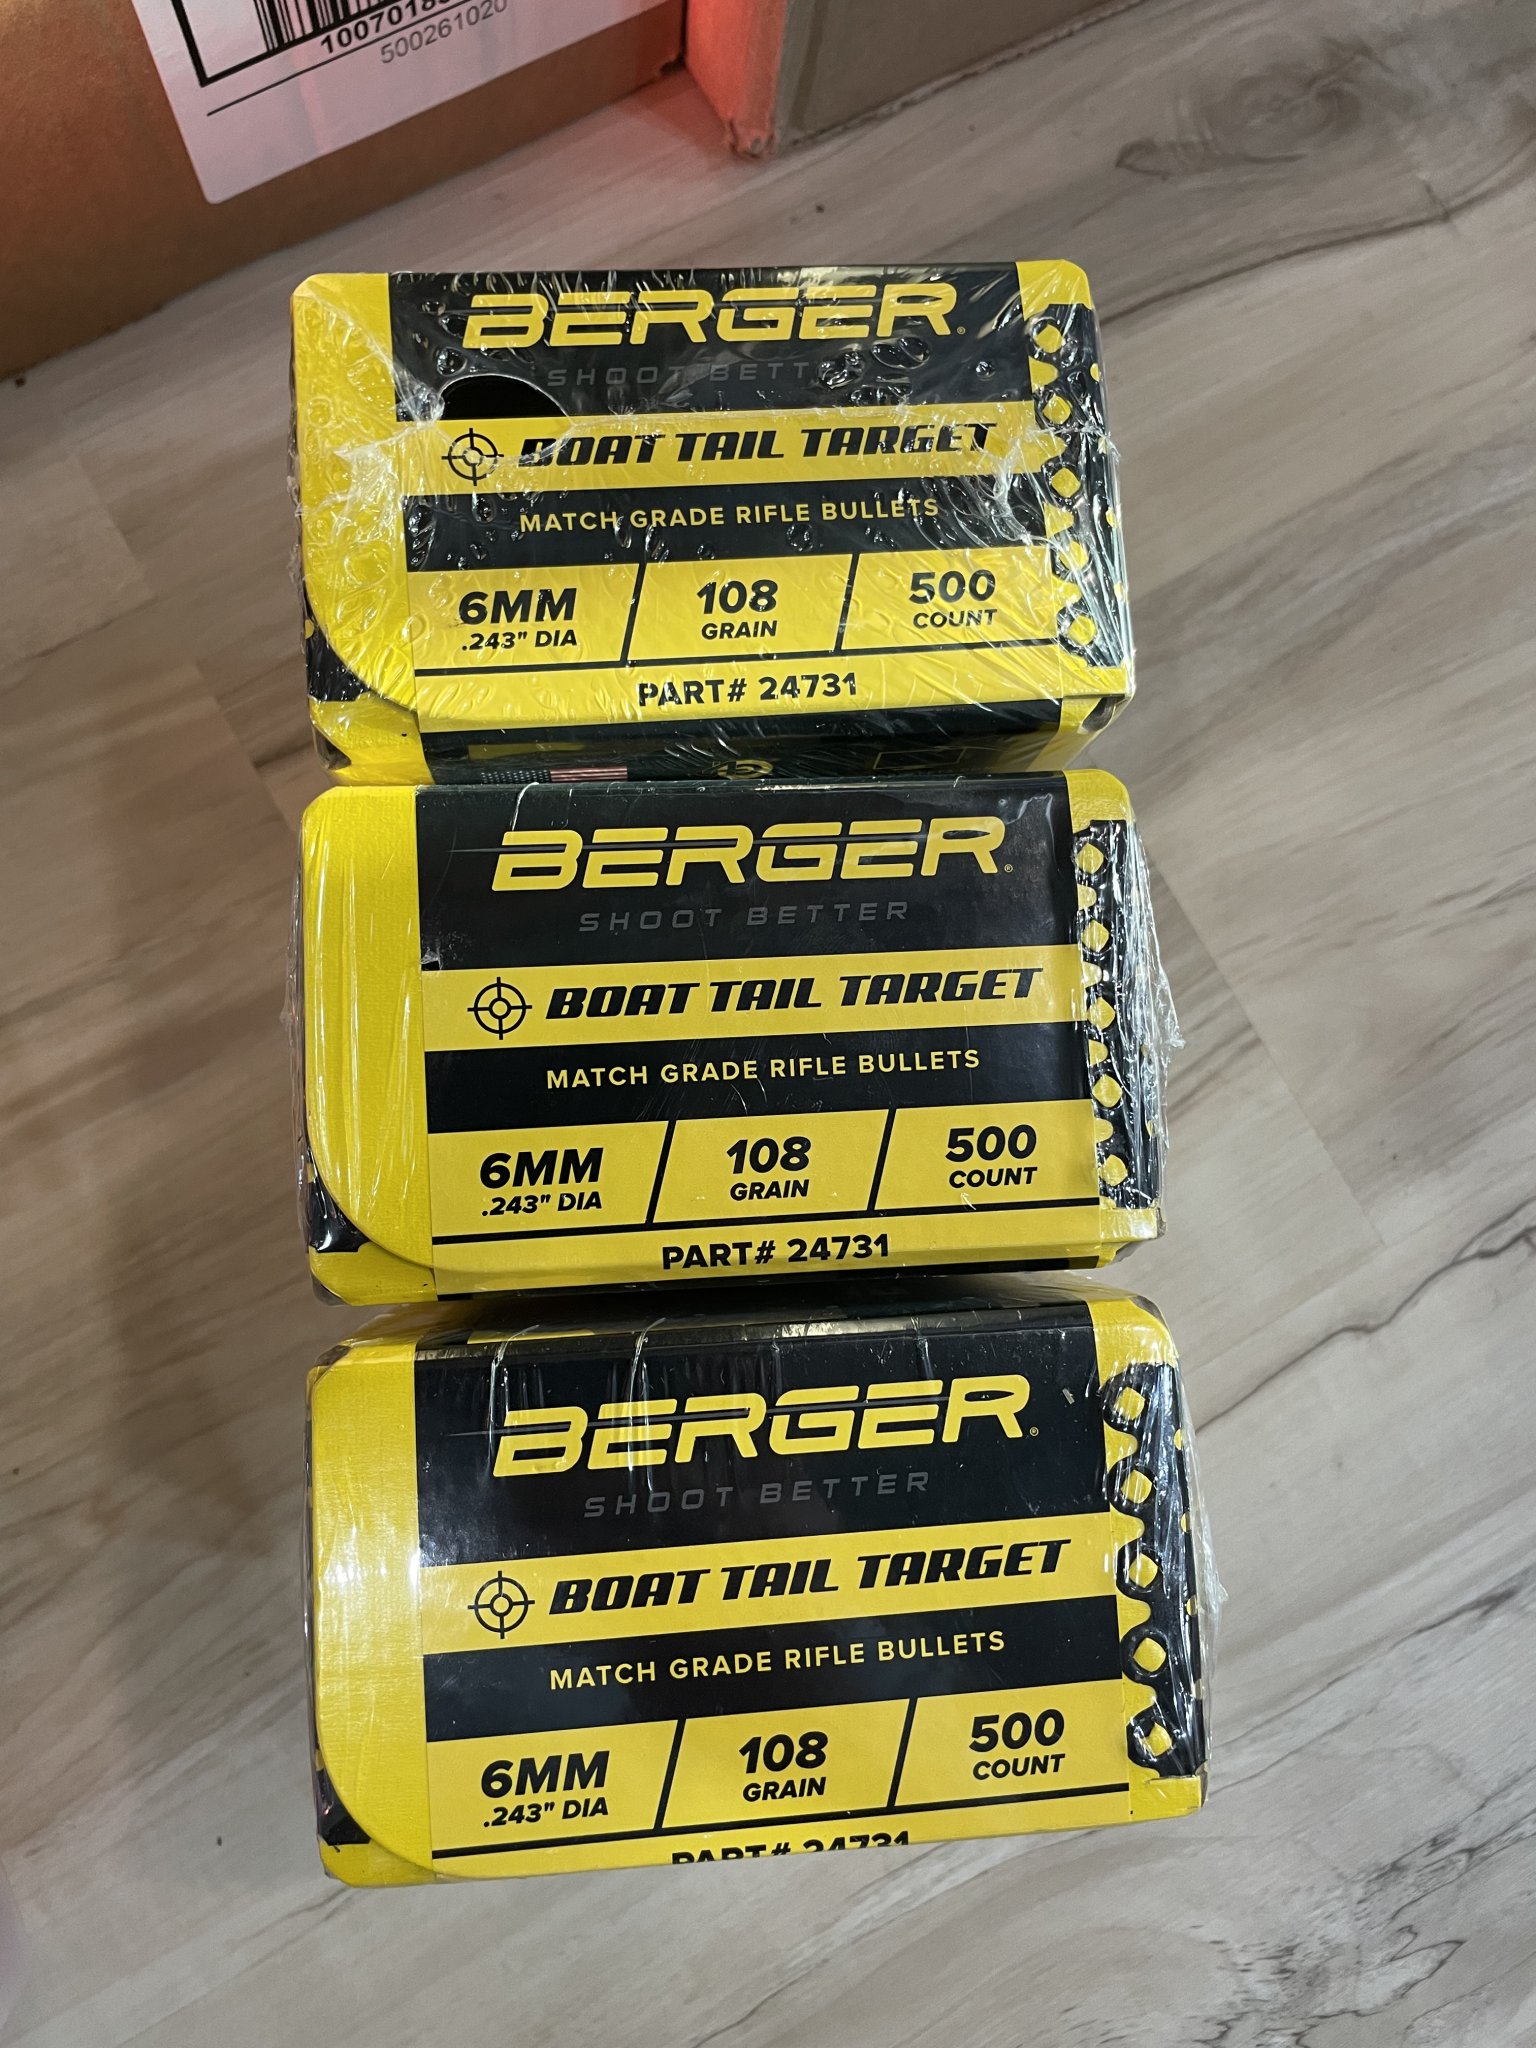 500261020
BERGER®
SHOOT BETTER
BOAT TAIL TARGET
MATCH GRADE RIFLE BULLETS
6MM
.243" DIA
108
GRAIN
500
COUNT
PART# 24731
BERGER®
SHOOT BETTER
BOAT TAIL TARGET
MATCH GRADE RIFLE BULLETS
6MM
.243" DIA
108
GRAIN
500
COUNT
PART# 24731
BERGER®
SHOOT BETTER
BOAT TAIL TARGET
MATCH GRADE RIFLE BULLETS
6MM
.243" DIA
108
GRAIN
500
COUNT
PART# 24731